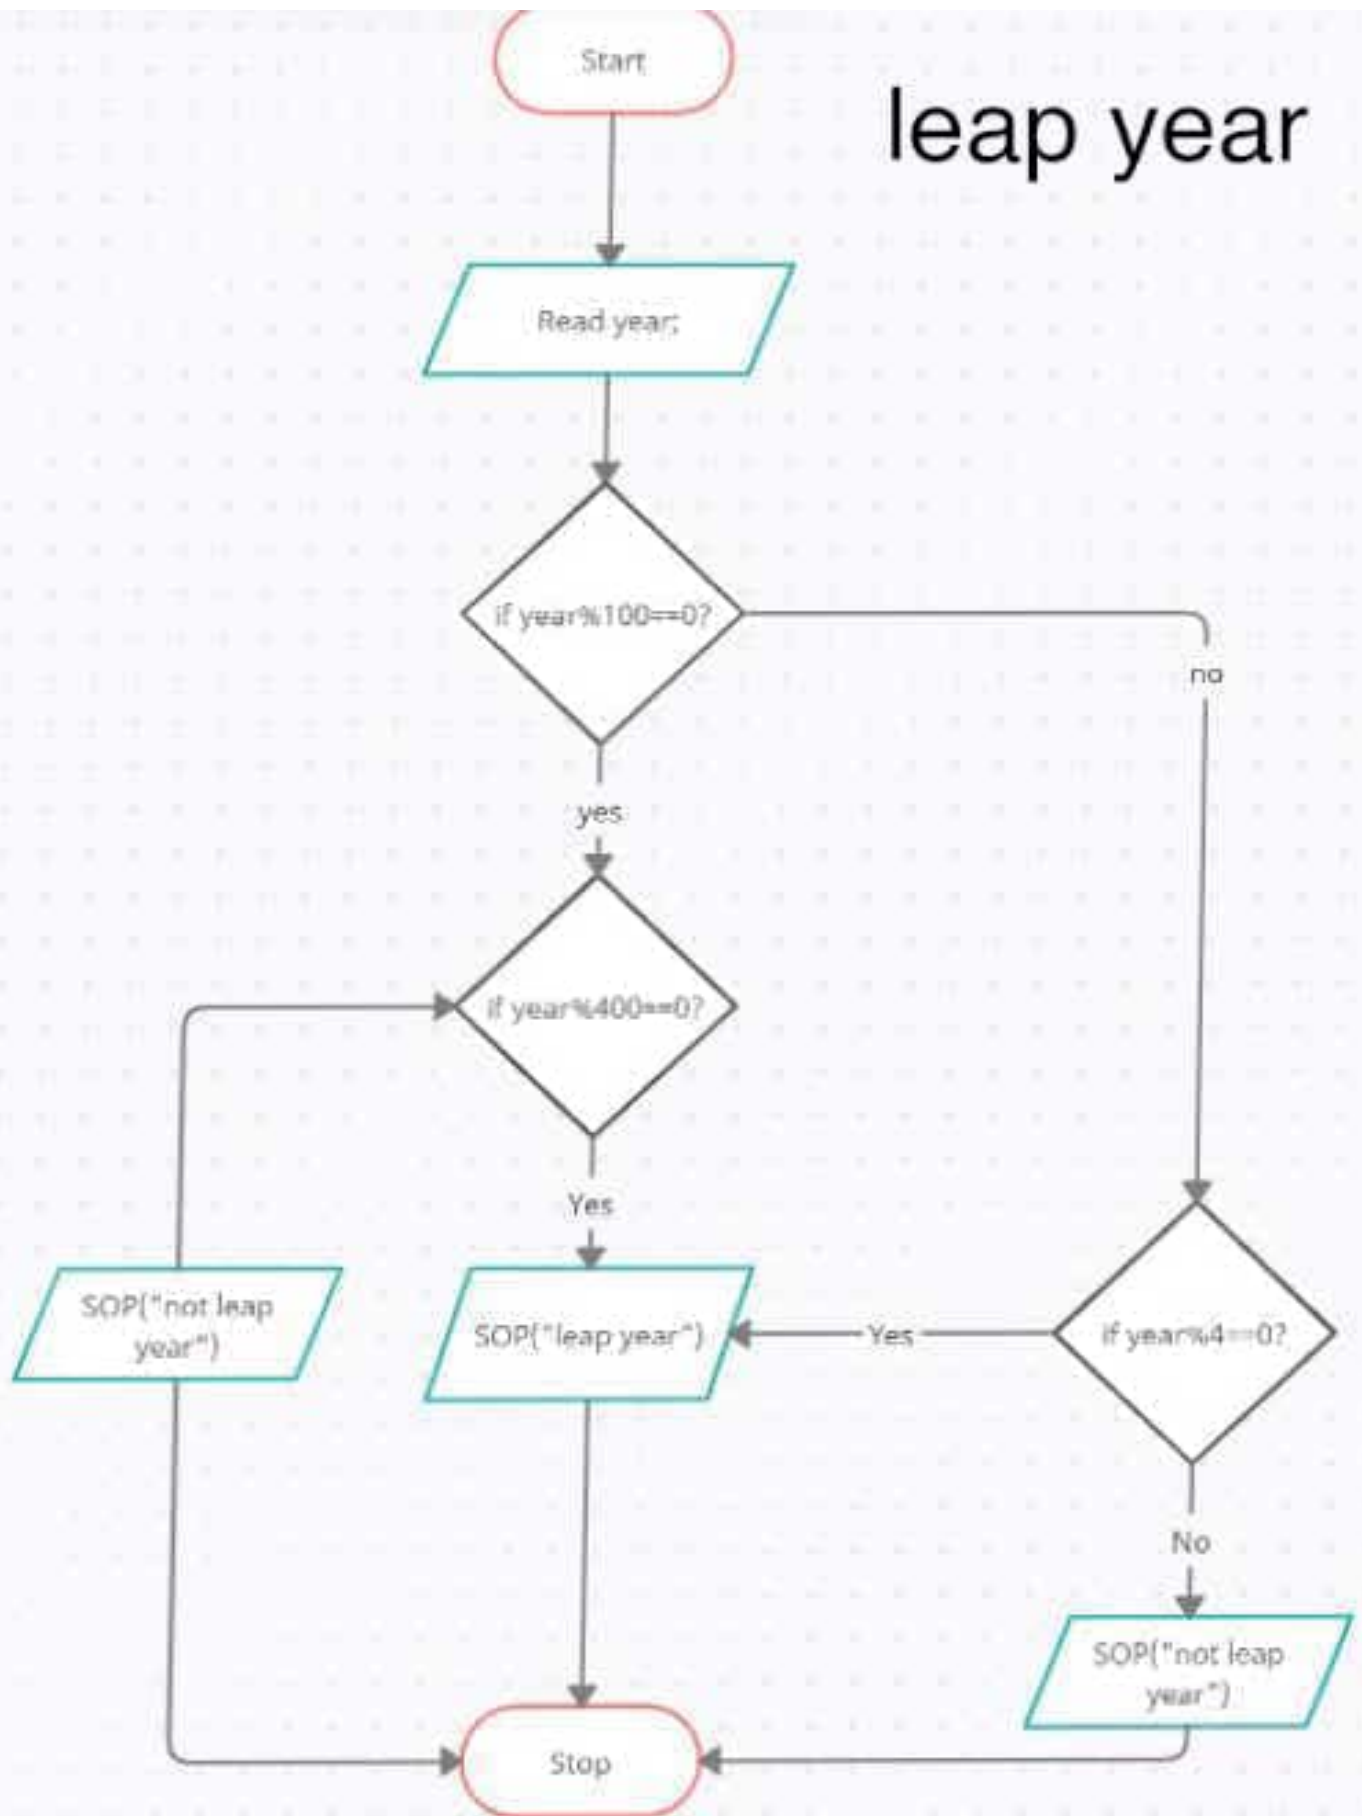 Start
leap year
Read year;
if year%100==0?
no
yes
if year%400==0?
Yes
SOP("not leap
year")
SOP("leap year")
Yes
if year%4==0?
No
SOP("not leap
year")
Stop